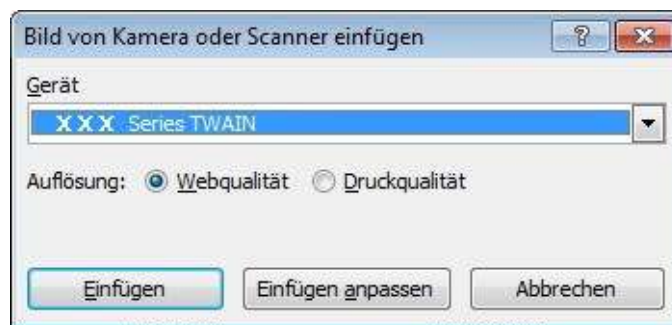 Bild von Kamera oder Scanner einfügen
Gerät
XXX Series TWAIN
Auflösung: Webqualität Druckqualität
Einfügen Einfügen anpassen Abbrechen